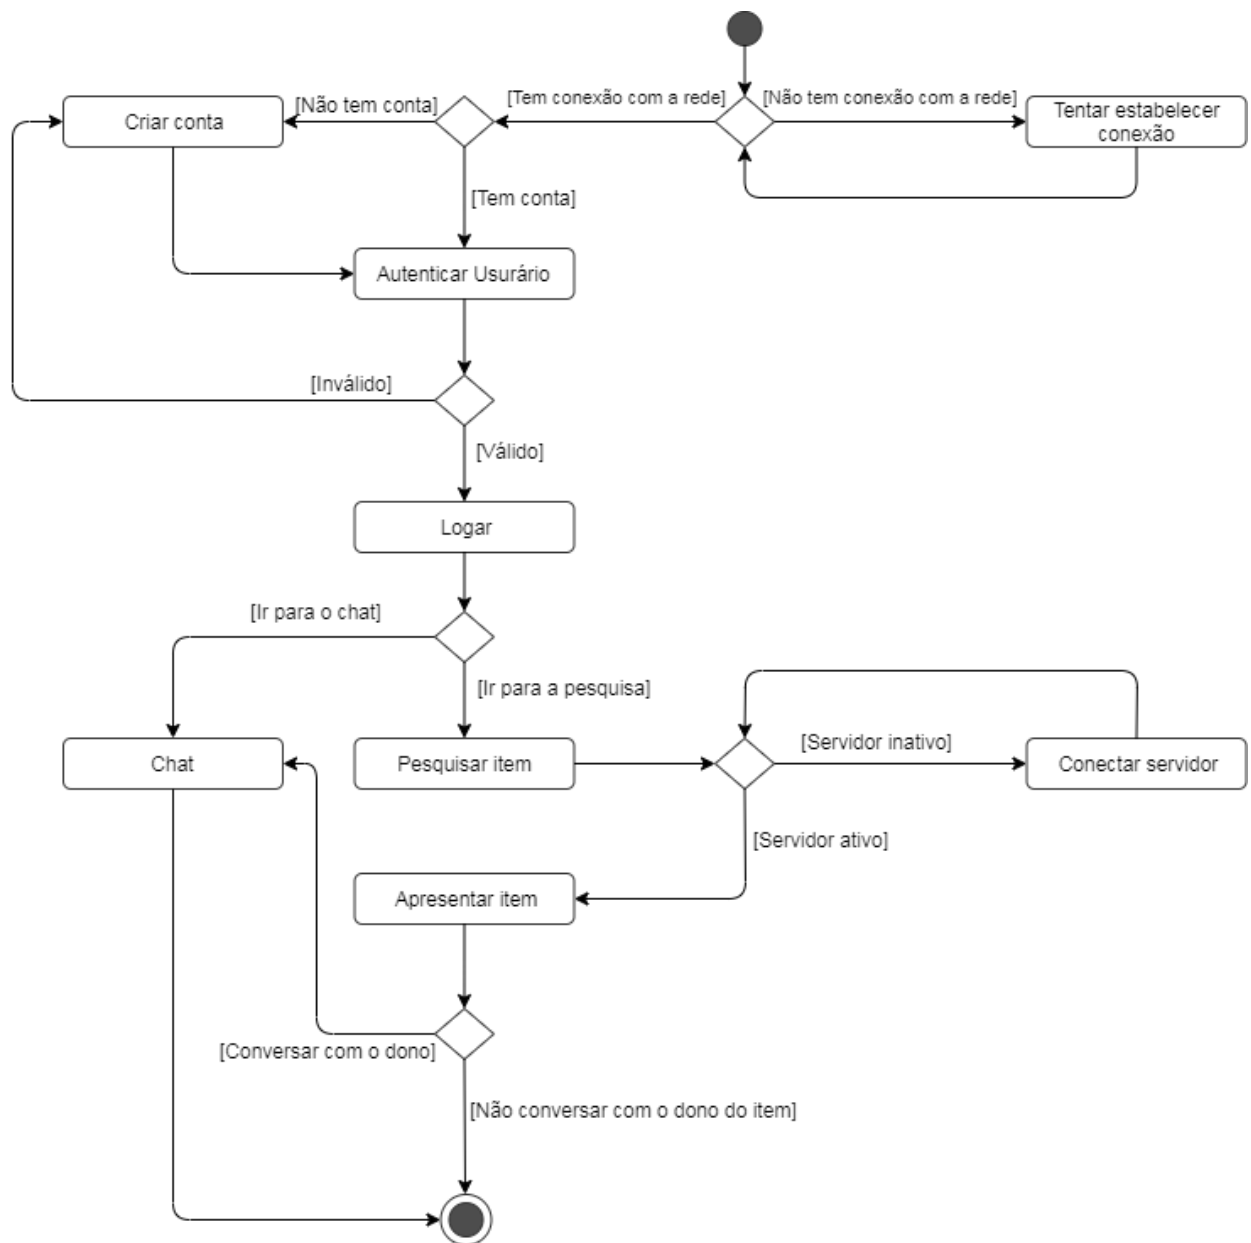 [Não tem conta]
[Tem conexão com a rede]
[Não tem conexão com a rede]
Criar conta
Tentar estabelecer
conexão
[Tem conta]
Autenticar Usurário
[Inválido]
[Válido]
Logar
[Ir para o chat]
[Ir para a pesquisa]
Chat
Pesquisar item
[Servidor inativo]
Conectar servidor
[Servidor ativo]
Apresentar item
[Conversar com o dono]
[Não conversar com o dono do item]